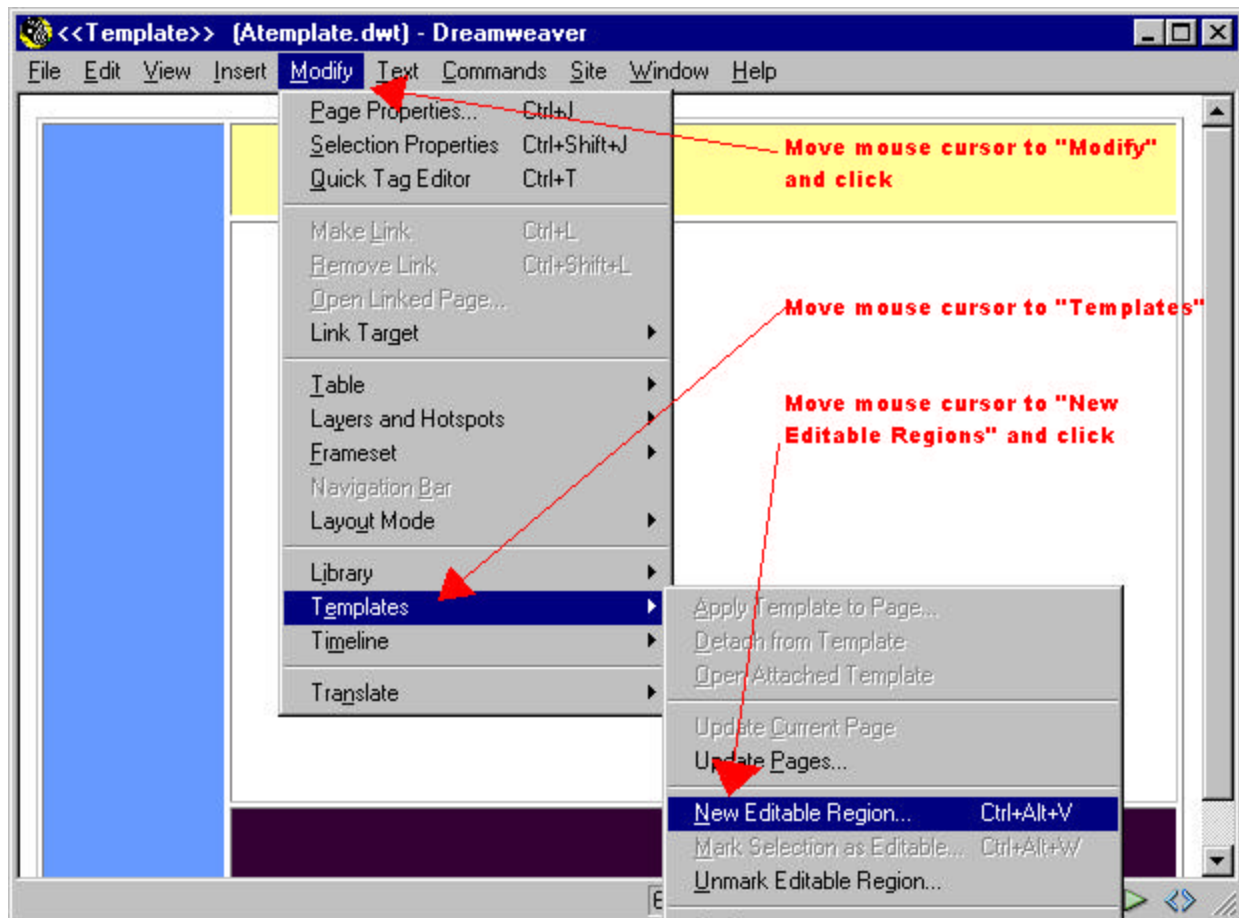 <<Template>> (Atemplate.dwt) - Dreamweaver
File Edit View Insert Modify Text Commands Site Window Help
Page Properties... Ctrl+J
Selection Properties Ctrl+Shift+J
Quick Tag Editor Ctrl+T
Move mouse cursor to "Modify"
and click
Make Link Ctrl+L
Remove Link Ctrl+Shift+L
Open Linked Page...
Link Target
Move mouse cursor to "Templates"
Table
Layers and Hotspots
Frameset
Navigation Bar
Layout Mode
Move mouse cursor to "New
Editable Regions" and click
Library
Templates
Timeline
Translate
Apply Template to Page...
Detach from Template
Open Attached Template
Update Current Page
Update Pages...
New Editable Region... Ctrl+Alt+V
Mark Selection as Editable... Ctrl+Alt+W
Unmark Editable Region...